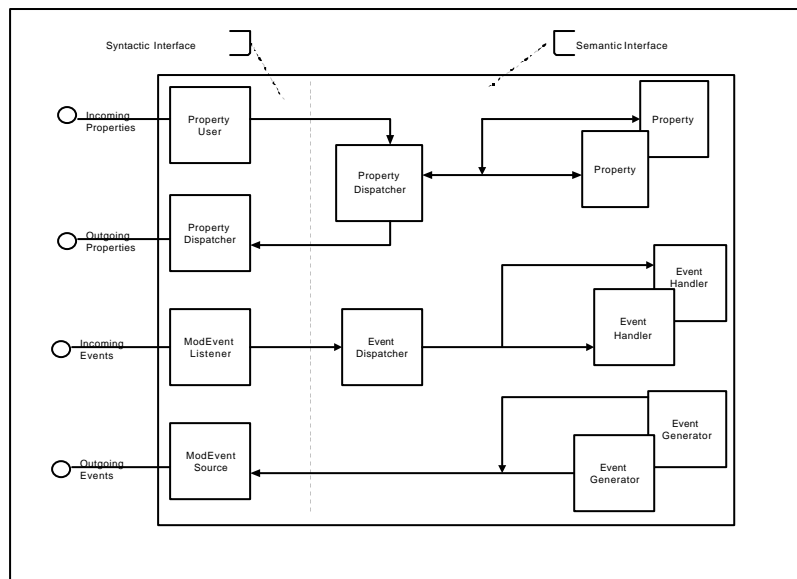 Syntactic Interface
Semantic Interface
Incoming
Properties
Property
User
Property
Property
Dispatcher
Property
Outgoing
Properties
Property
Dispatcher
Event
Handler
Incoming
Events
ModEvent
Listener
Event
Dispatcher
Event
Handler
Event
Generator
Outgoing
Events
ModEvent
Source
Event
Generator